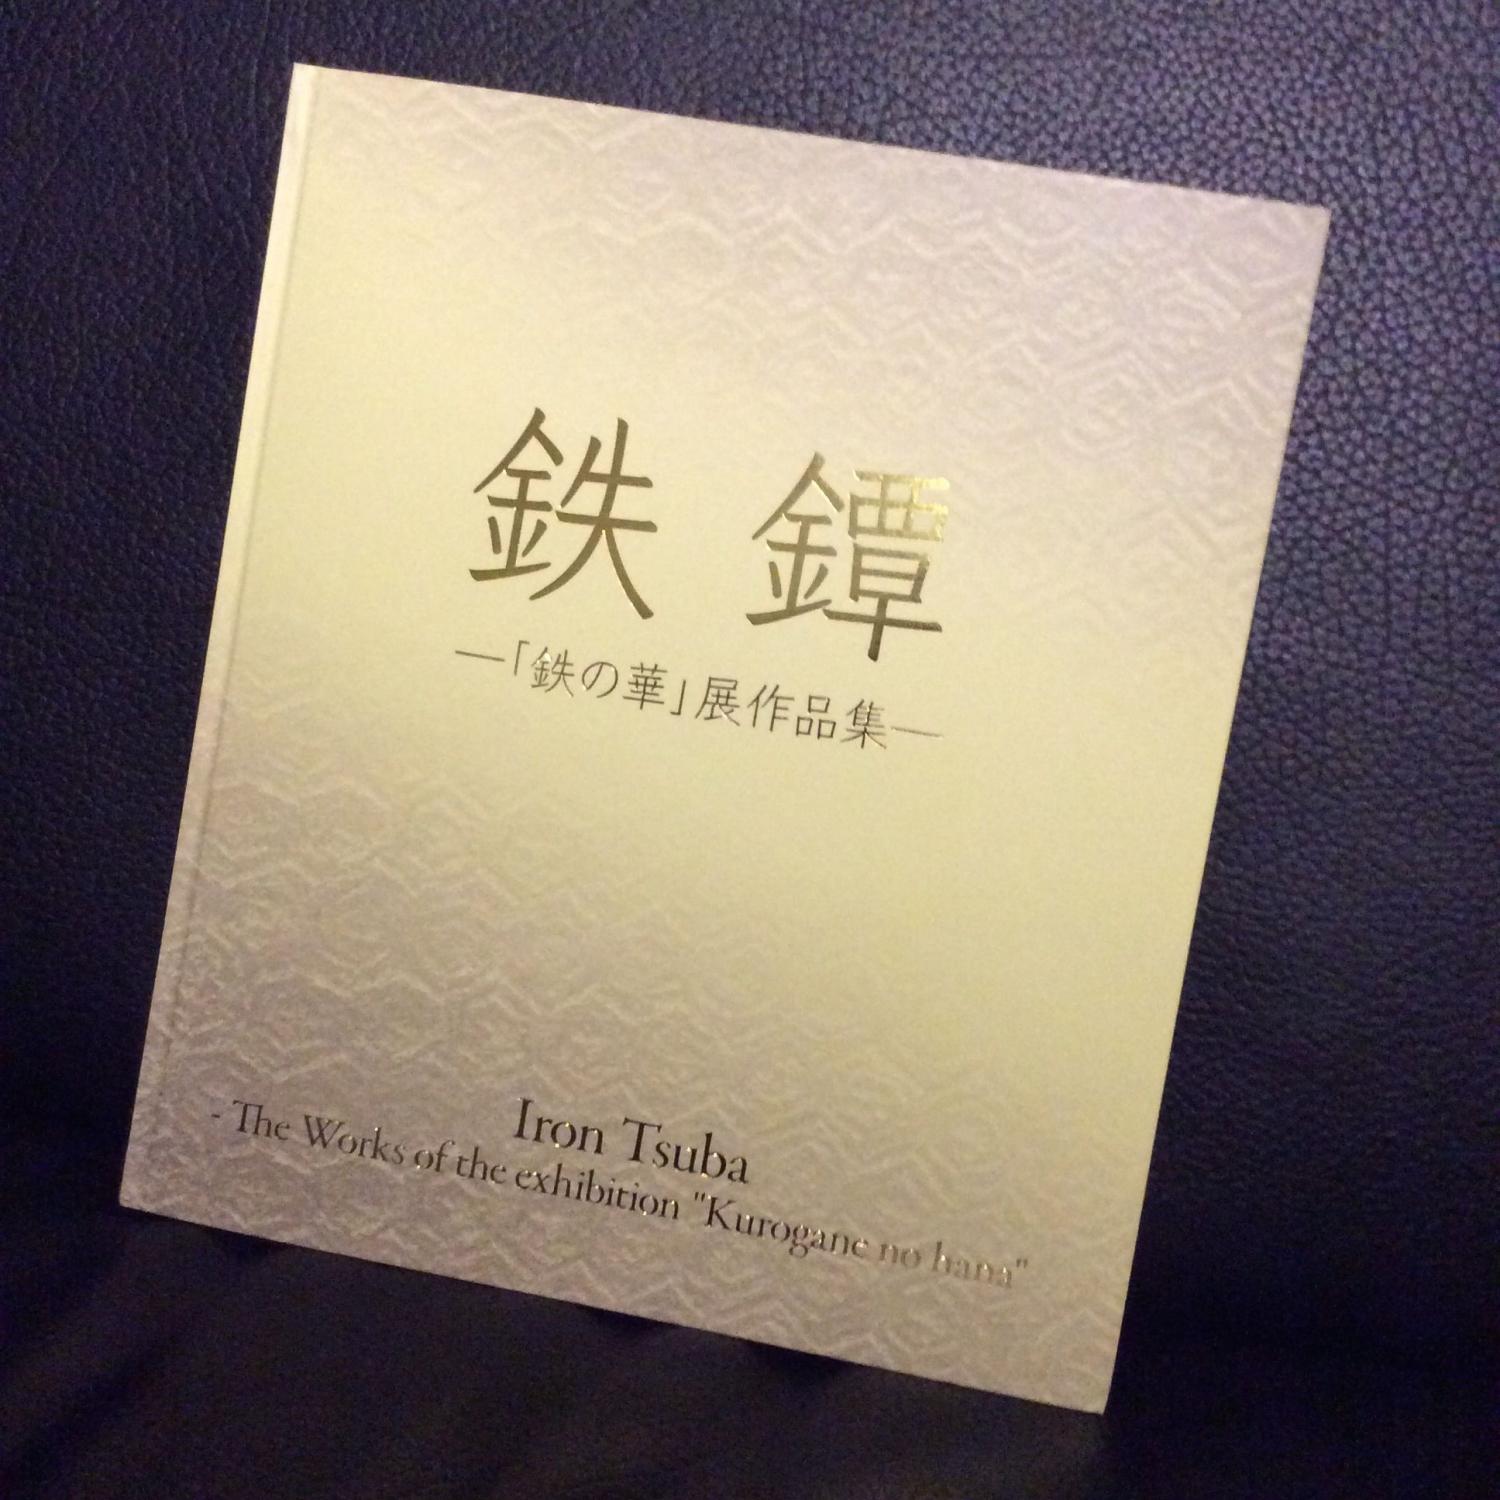 鉄 鐔
―「鉄の華」展作品集―
Iron Tsuba
- The Works of the exhibition "Kurogane no hana"